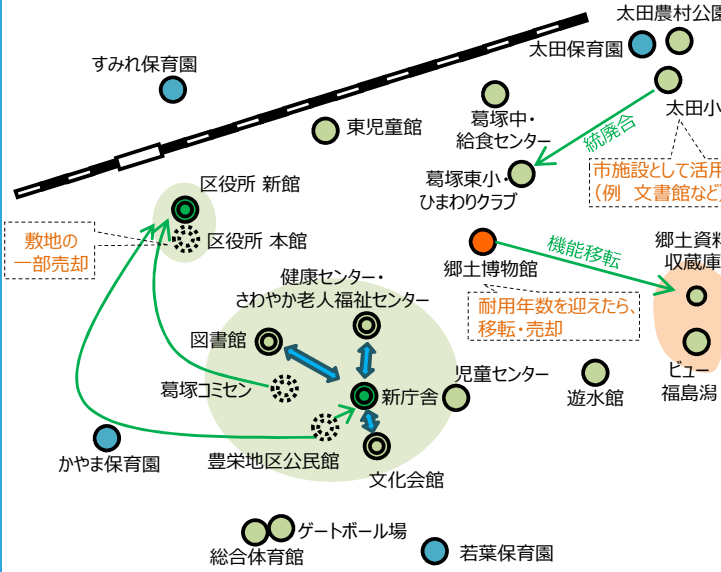 太田農村公園
太田保育園
すみれ保育園
東児童館
葛塚中・
給食センター
太田小
統廃合
葛塚東小・
ひまわりクラブ
市施設として活用
（例　文書館など）
区役所 新館
区役所 本館
敷地の
一部売却
郷土博物館
機能移転
郷土資料
収蔵庫
耐用年数を迎えたら、
移転・売却
健康センター・
さわやか老人福祉センター
図書館
葛塚コミセン
新庁舎
児童センター
遊水館
ビュー
福島潟
かやま保育園
豊栄地区公民館
文化会館
ゲートボール場
総合体育館
若葉保育園